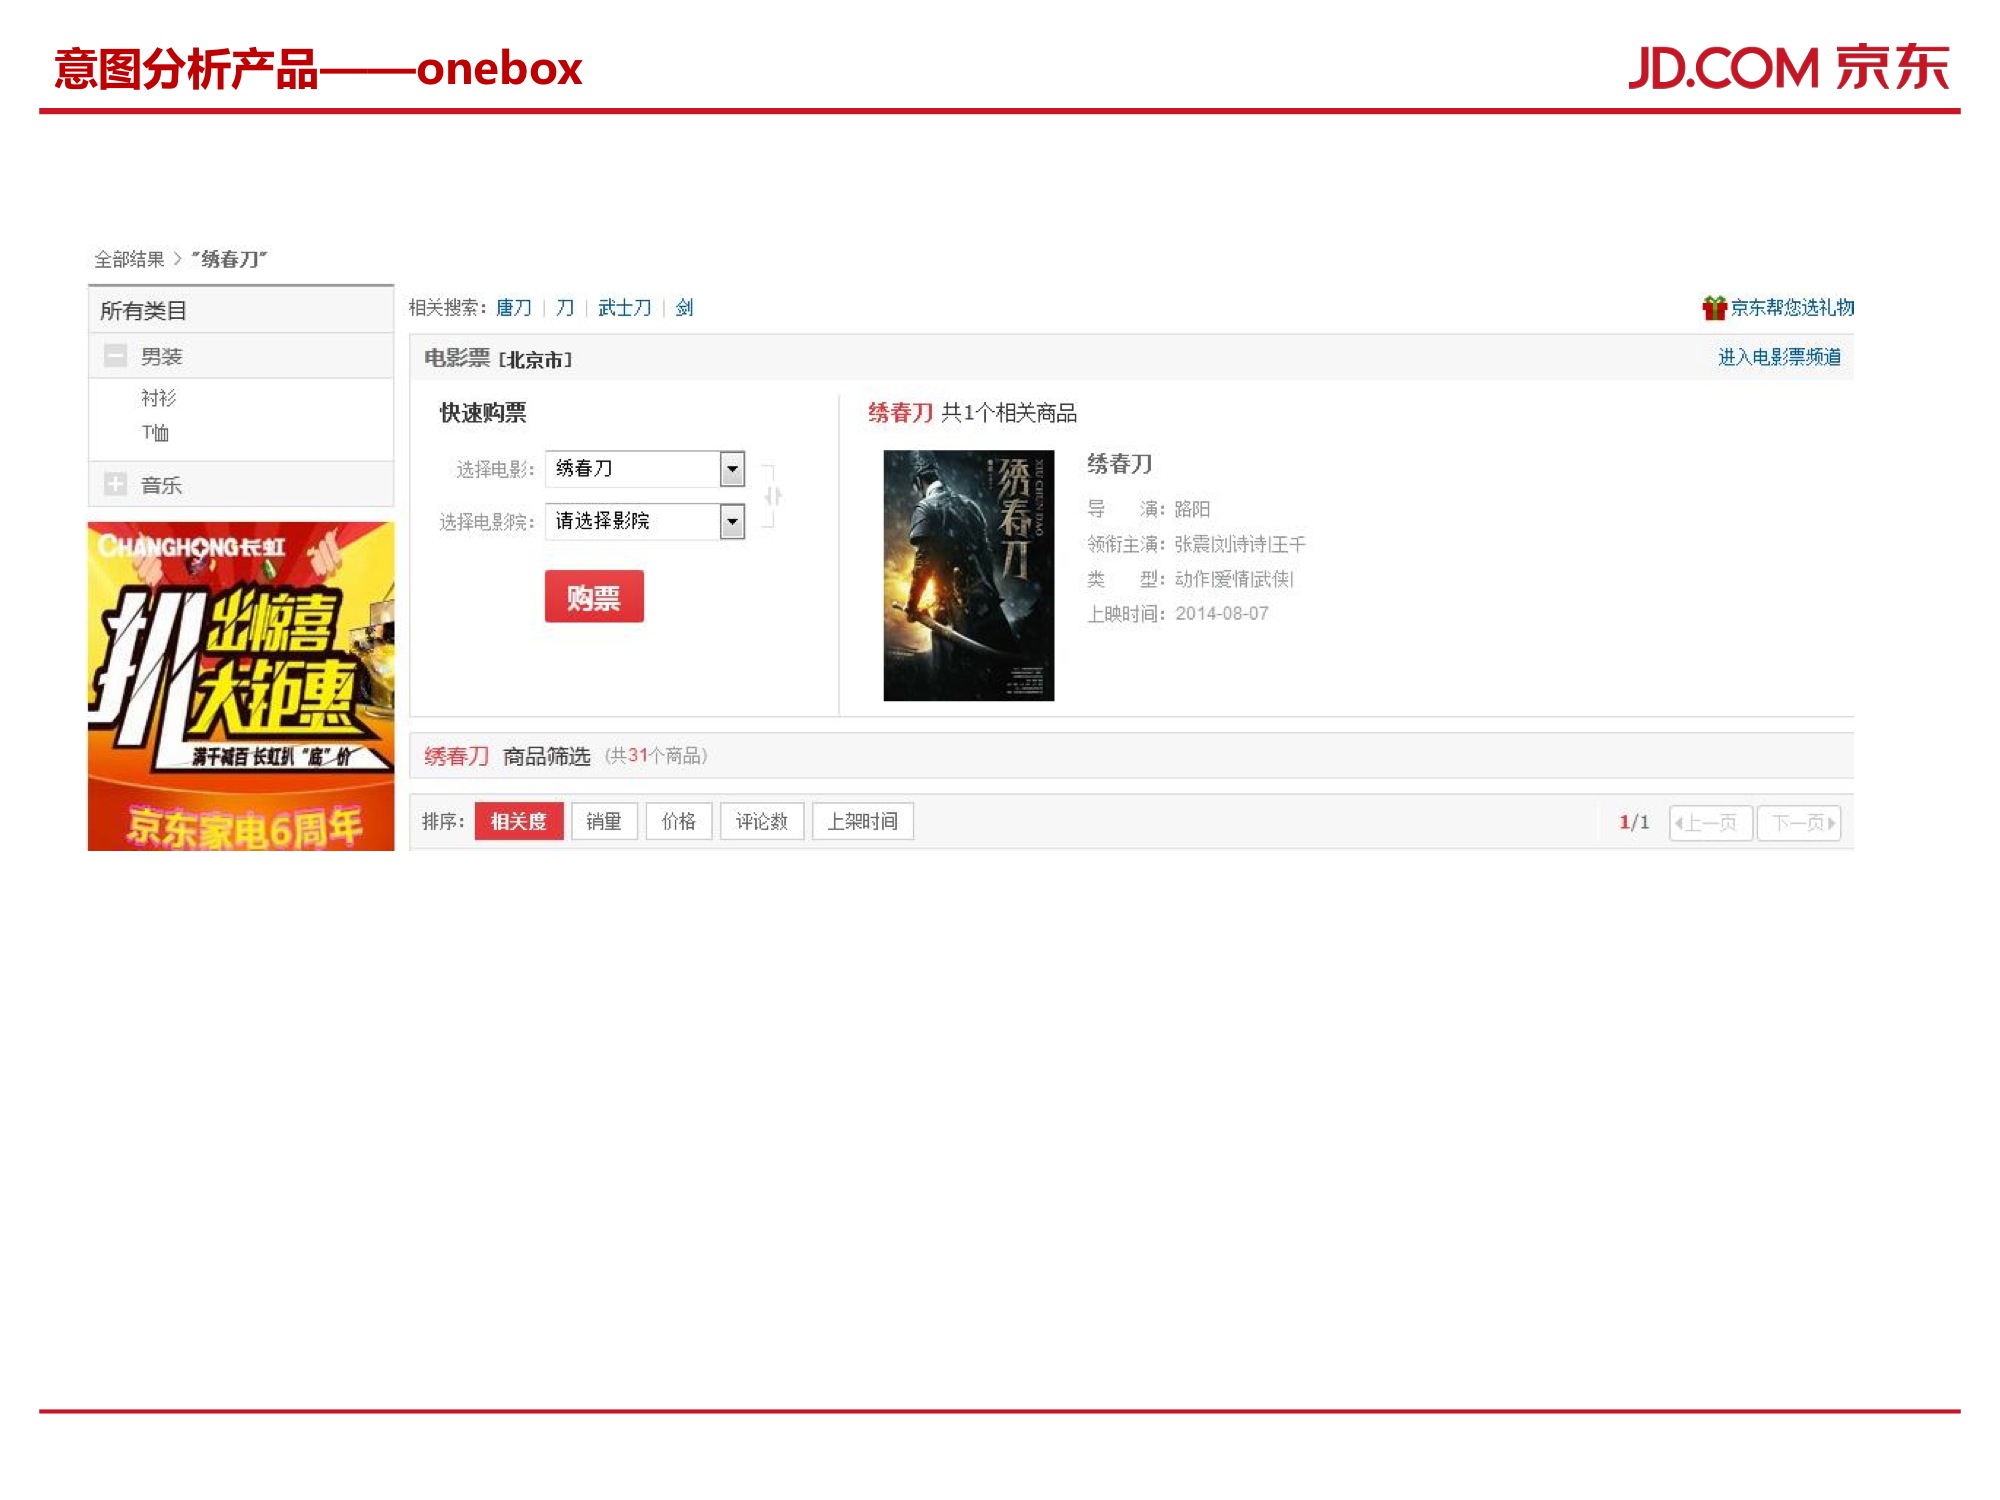 意图分析产品——onebox
JD.COM 京东
全部结果 > "绣春刀"
所有类目
男装
衬衫
T恤
音乐
CHANGHONG长虹
扒出惊喜
大钜惠
满千减百 长虹扒“底”价
京东家电6周年
相关搜索: 唐刀 | 刀 | 武士刀 | 剑
京东帮您选礼物
电影票 [北京市]
进入电影票频道
快速购票
选择电影: 绣春刀
选择电影院: 请选择影院
购票
绣春刀 共1个相关商品
绣春刀
XIU CHUN DAO
绣春刀
导 演: 路阳
领衔主演: 张震|刘诗诗|王千
类 型: 动作|爱情|武侠|
上映时间: 2014-08-07
绣春刀 商品筛选 (共31个商品)
排序: 相关度 销量 价格 评论数 上架时间
1/1 上一页 下一页